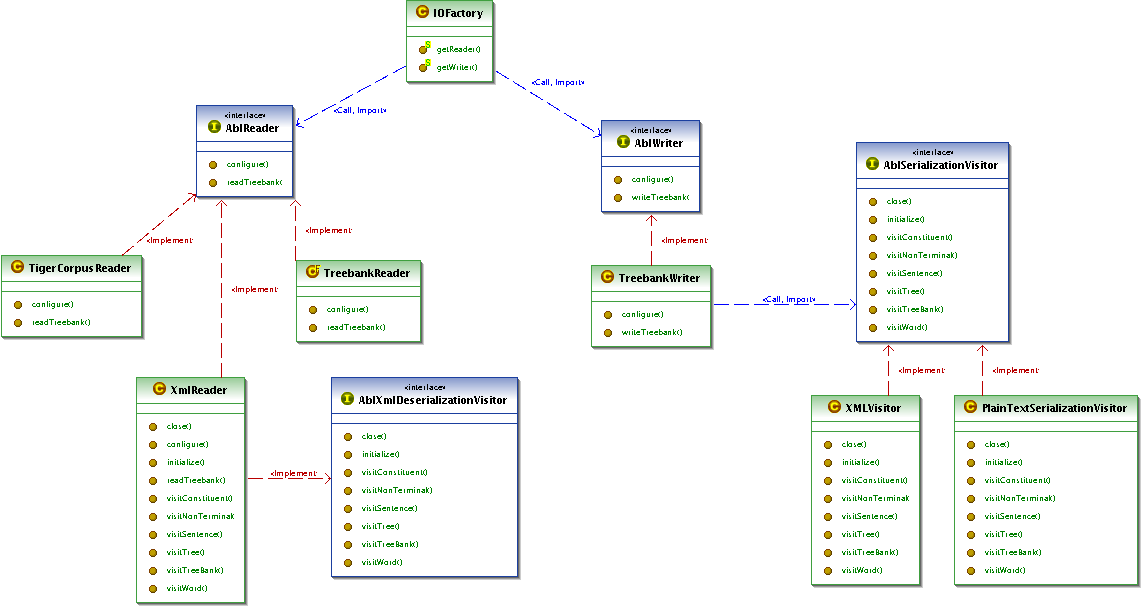 IOFactory
getReader()
getWriter()
<Call, Import>
<Call, Import>
<interface>
AblReader
configure()
readTreebank(
<interface>
AblWriter
configure()
writeTreebank(
<interface>
AblSerializationVisitor
close()
initialize()
visitConstituent()
visitNonTerminal(
visitSentence()
visitTree()
visitTreeBank()
visitWord()
<Implement
<Implement
<Implement
<Implement
TigerCorpusReader
configure()
readTreebank()
TreebankReader
configure()
readTreebank()
TreebankWriter
configure()
writeTreebank()
<Call, Import>
<Implement
<Implement
XmlReader
close()
configure()
initialize()
readTreebank()
visitConstituent()
visitNonTerminal
visitSentence()
visitTree()
visitTreeBank()
visitWord()
<Implement
<interface>
AblXmlDeserializationVisitor
close()
initialize()
visitConstituent()
visitNonTerminal()
visitSentence()
visitTree()
visitTreeBank()
visitWord()
XMLVisitor
close()
initialize()
visitConstituent()
visitNonTerminal
visitSentence()
visitTree()
visitTreeBank()
visitWord()
PlainTextSerializationVisitor
close()
initialize()
visitConstituent()
visitNonTerminal()
visitSentence()
visitTree()
visitTreeBank()
visitWord()